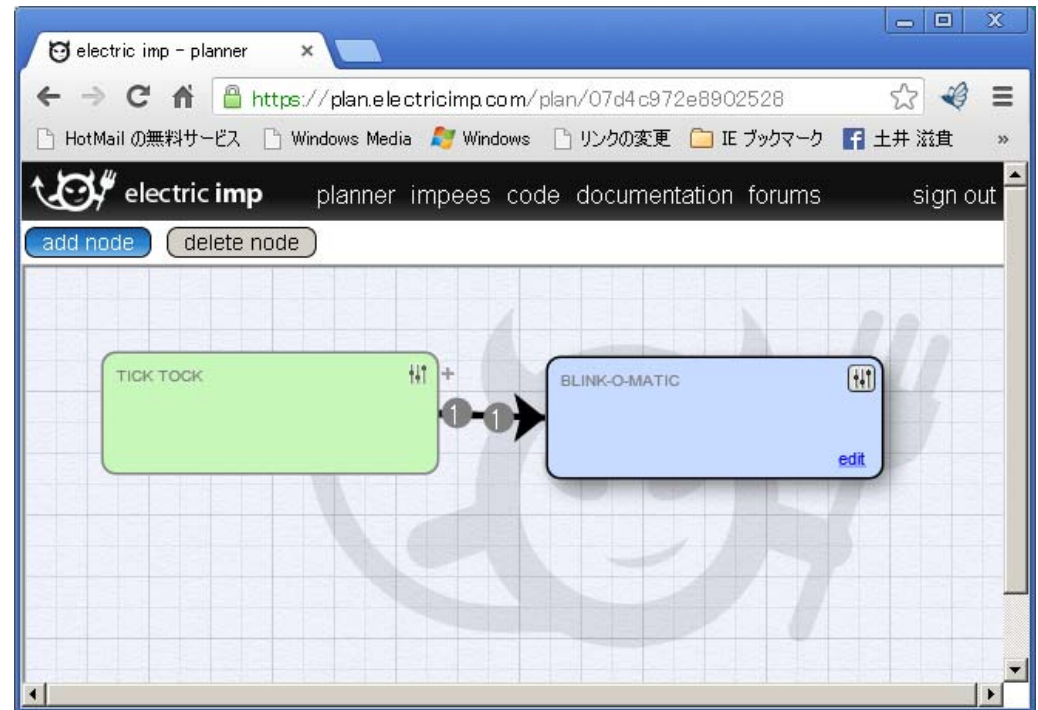 electric imp - planner
https://plan.electricimp.com/plan/07d4c972e8902528
HotMail の無料サービス Windows Media Windows リンクの変更 IE ブックマーク 土井 滋貴 »
electric imp planner impees code documentation forums sign out
add node delete node
TICK TOCK + BLINK-O-MATIC
1 1
edit